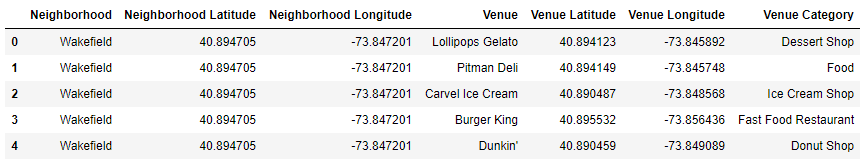 Neighborhood Neighborhood Latitude Neighborhood Longitude Venue Venue Latitude Venue Longitude Venue Category
0 Wakefield 40.894705 -73.847201 Lollipops Gelato 40.894123 -73.845892 Dessert Shop
1 Wakefield 40.894705 -73.847201 Pitman Deli 40.894149 -73.845748 Food
2 Wakefield 40.894705 -73.847201 Carvel Ice Cream 40.890487 -73.848568 Ice Cream Shop
3 Wakefield 40.894705 -73.847201 Burger King 40.895532 -73.856436 Fast Food Restaurant
4 Wakefield 40.894705 -73.847201 Dunkin' 40.890459 -73.849089 Donut Shop